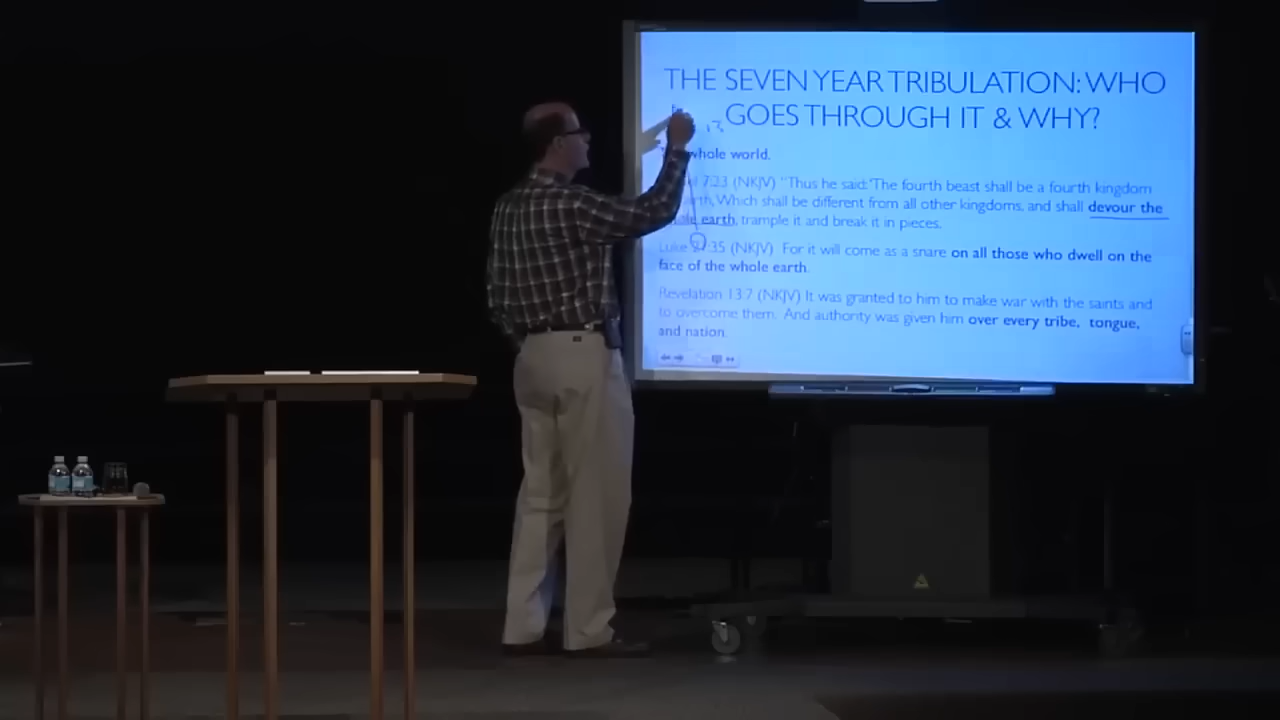 THE SEVEN YEAR TRIBULATION: WHO
GOES THROUGH IT & WHY?
whole world.
7:23 (NKJV) "Thus he said: 'The fourth beast shall be a fourth kingdom
Which shall be different from all other kingdoms, and shall devour the
earth, trample it and break it in pieces.
Luke 21:35 (NKJV) For it will come as a snare on all those who dwell on the
face of the whole earth.
Revelation 13:7 (NKJV) It was granted to him to make war with the saints and
to overcome them. And authority was given him over every tribe, tongue,
and nation.